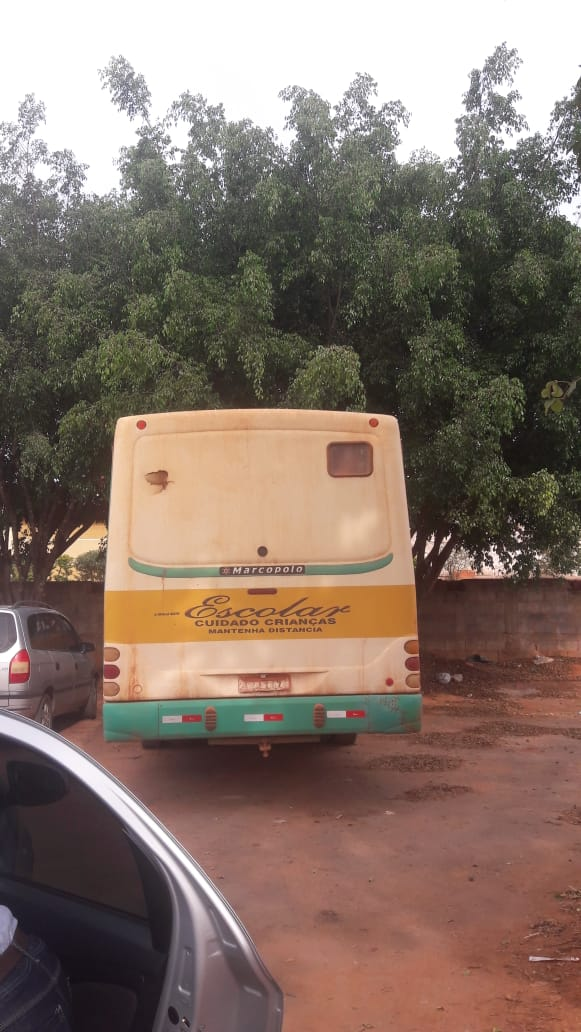 Marcopolo
Escolar
CUIDADO CRIANÇAS
MANTENHA DISTANCIA